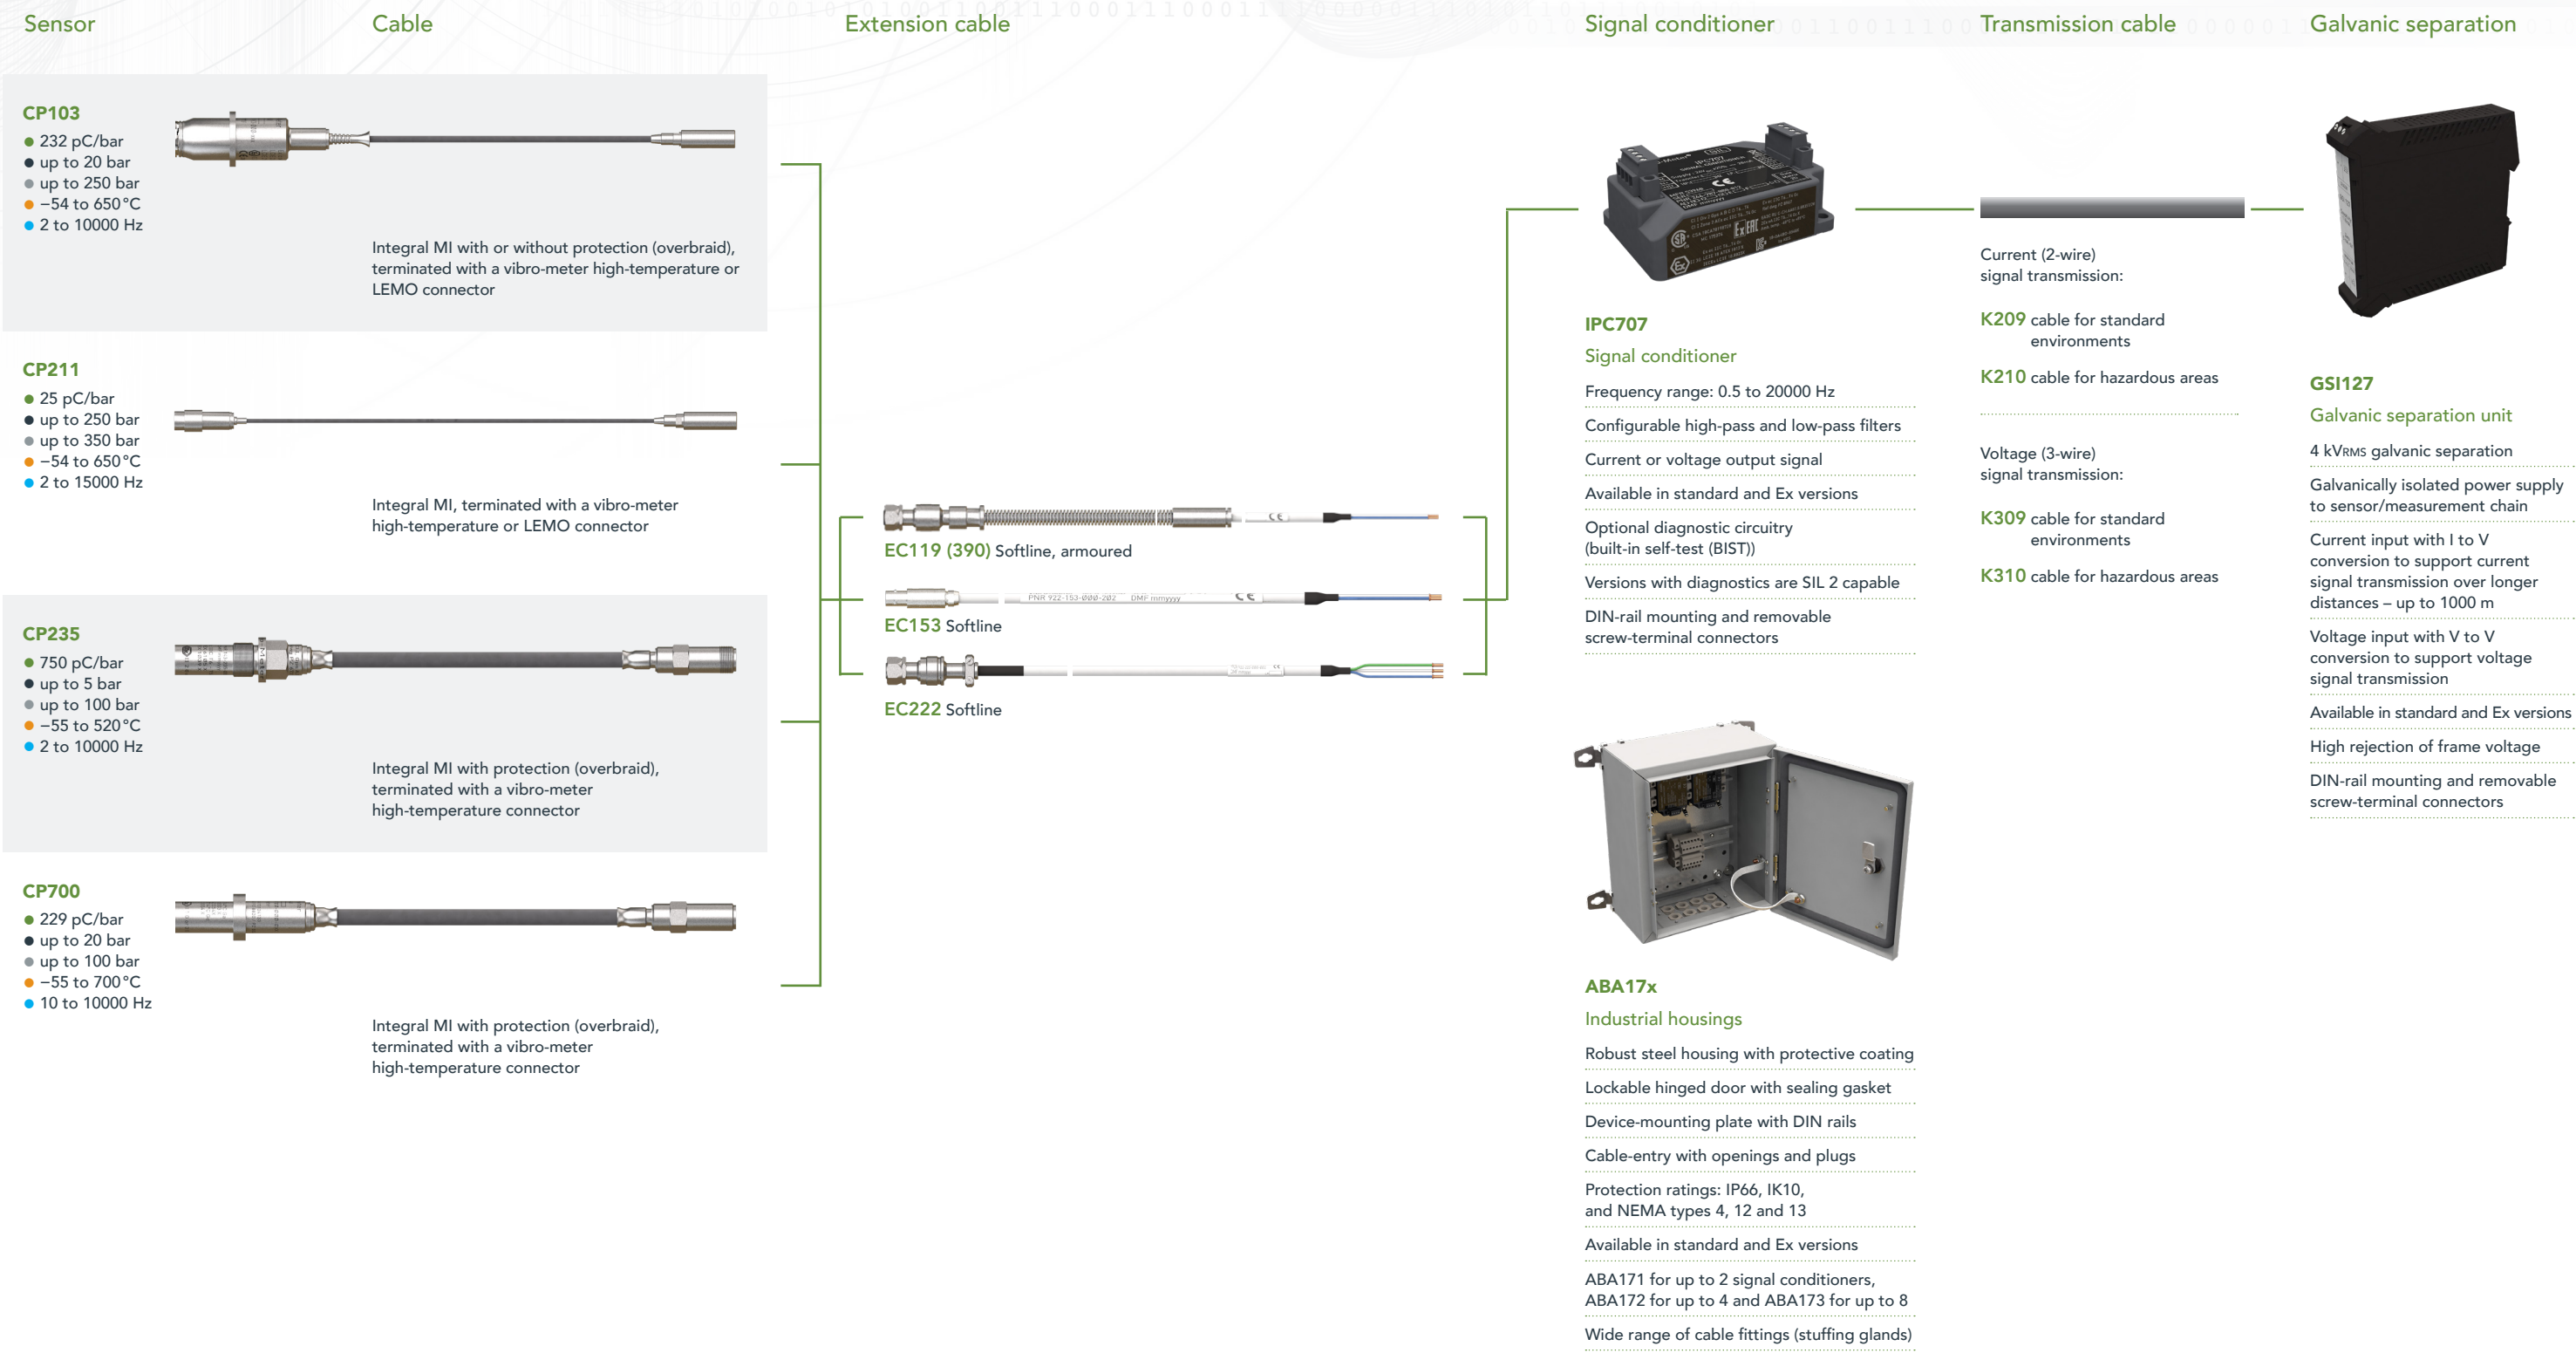 Sensor
Cable
Extension cable
Signal conditioner
Transmission cable
Galvanic separation
CP103
232 pC/bar
up to 20 bar
up to 250 bar
−54 to 650°C
2 to 10000 Hz
Integral MI with or without protection (overbraid),
terminated with a vibro-meter high-temperature or
LEMO connector
CP211
25 pC/bar
up to 250 bar
up to 350 bar
−54 to 650°C
2 to 15000 Hz
Integral MI, terminated with a vibro-meter
high-temperature or LEMO connector
CP235
750 pC/bar
up to 5 bar
up to 100 bar
−55 to 520°C
2 to 10000 Hz
Integral MI with protection (overbraid),
terminated with a vibro-meter
high-temperature connector
CP700
229 pC/bar
up to 20 bar
up to 100 bar
−55 to 700°C
10 to 10000 Hz
Integral MI with protection (overbraid),
terminated with a vibro-meter
high-temperature connector
EC119 (390) Softline, armoured
PNR 922-153-000-202 DMF mmyyyy CE
EC153 Softline
EC222 Softline
IPC707
Signal conditioner
Frequency range: 0.5 to 20000 Hz
Configurable high-pass and low-pass filters
Current or voltage output signal
Available in standard and Ex versions
Optional diagnostic circuitry
(built-in self-test (BIST))
Versions with diagnostics are SIL 2 capable
DIN-rail mounting and removable
screw-terminal connectors
ABA17x
Industrial housings
Robust steel housing with protective coating
Lockable hinged door with sealing gasket
Device-mounting plate with DIN rails
Cable-entry with openings and plugs
Protection ratings: IP66, IK10,
and NEMA types 4, 12 and 13
Available in standard and Ex versions
ABA171 for up to 2 signal conditioners,
ABA172 for up to 4 and ABA173 for up to 8
Wide range of cable fittings (stuffing glands)
Current (2-wire)
signal transmission:
K209 cable for standard
environments
K210 cable for hazardous areas
Voltage (3-wire)
signal transmission:
K309 cable for standard
environments
K310 cable for hazardous areas
GSI127
Galvanic separation unit
4 kVRMS galvanic separation
Galvanically isolated power supply
to sensor/measurement chain
Current input with I to V
conversion to support current
signal transmission over longer
distances – up to 1000 m
Voltage input with V to V
conversion to support voltage
signal transmission
Available in standard and Ex versions
High rejection of frame voltage
DIN-rail mounting and removable
screw-terminal connectors